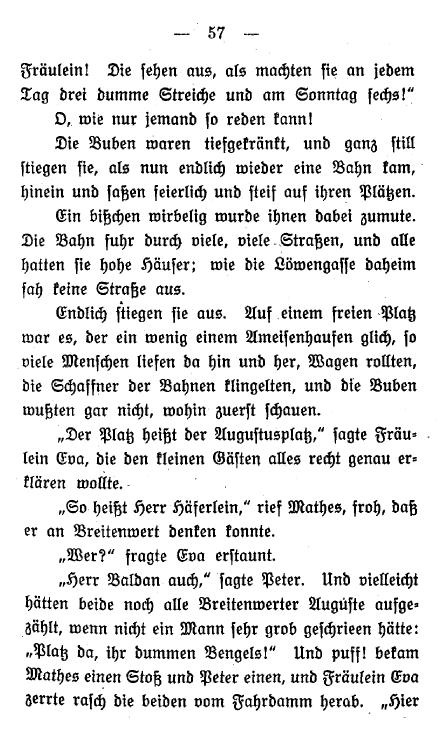 — 57 —
Fräulein! Die sehen aus, als machten sie an jedem
Tag drei dumme Streiche und am Sonntag sechs!“
O, wie nur jemand so reden kann!
Die Buben waren tiefgekränkt, und ganz still
stiegen sie, als nun endlich wieder eine Bahn kam,
hinein und saßen feierlich und steif auf ihren Plätzen.
Ein bißchen wirbelig wurde ihnen dabei zumute.
Die Bahn fuhr durch viele, viele Straßen, und alle
hatten sie hohe Häuser; wie die Löwengasse daheim
sah keine Straße aus.
Endlich stiegen sie aus. Auf einem freien Platz
war es, der ein wenig einem Ameisenhaufen glich, so
viele Menschen liefen da hin und her, Wagen rollten,
die Schaffner der Bahnen klingelten, und die Buben
wußten gar nicht, wohin zuerst schauen.
„Der Platz heißt der Augustusplatz,“ sagte Fräu-
lein Eva, die den kleinen Gästen alles recht genau er-
klären wollte.
„So heißt Herr Häferlein,“ rief Mathes, froh, daß
er an Breitenwert denken konnte.
„Wer?“ fragte Eva erstaunt.
„Herr Baldan auch,“ sagte Peter. Und vielleicht
hätten beide noch alle Breitenwerter Auguste aufge-
zählt, wenn nicht ein Mann sehr grob geschrieen hätte:
„Platz da, ihr dummen Bengels!“ Und puff! bekam
Mathes einen Stoß und Peter einen, und Fräulein Eva
zerrte rasch die beiden vom Fahrdamm herab. „Hier